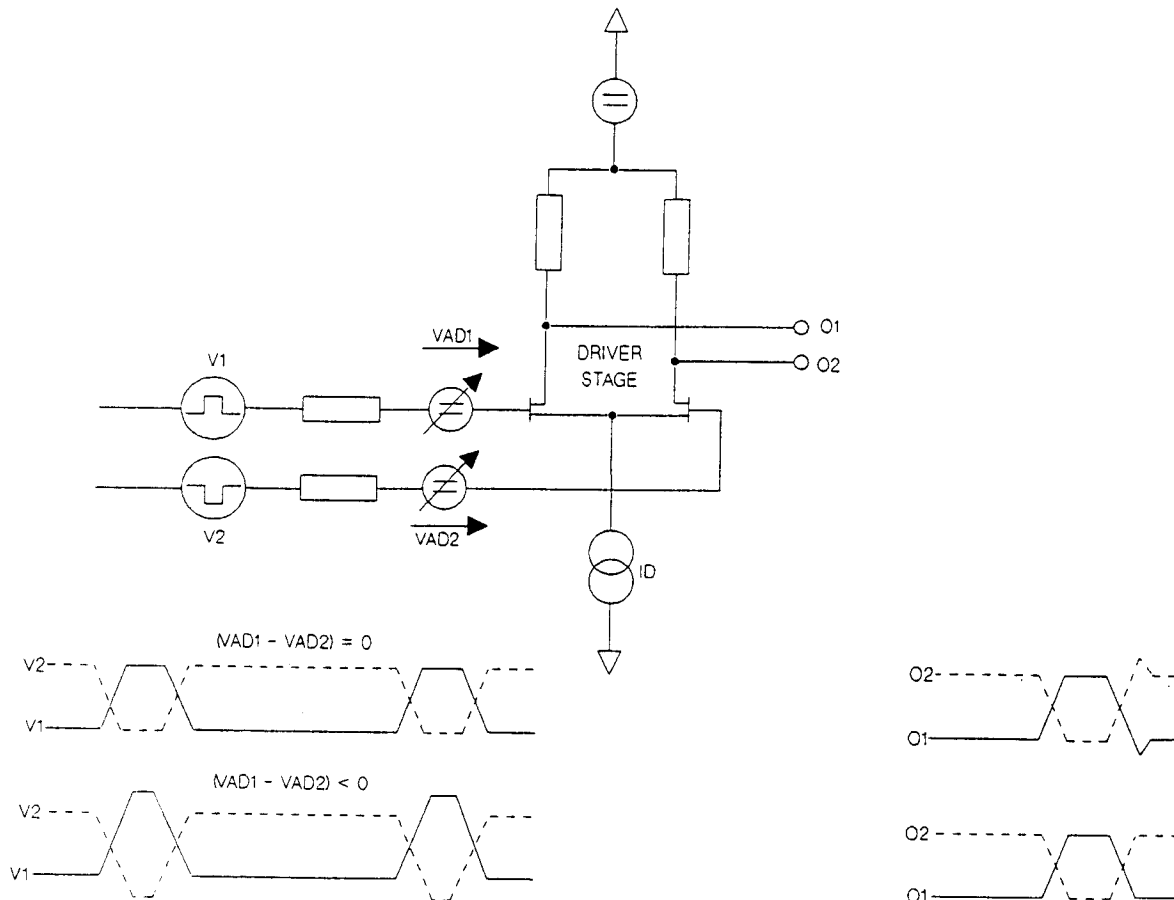 VAD1
O1
DRIVER
STAGE
O2
V1
V2
VAD2
ID
(VAD1 - VAD2) = 0
V2
V1
O2
O1
(VAD1 - VAD2) < 0
V2
V1
O2
O1